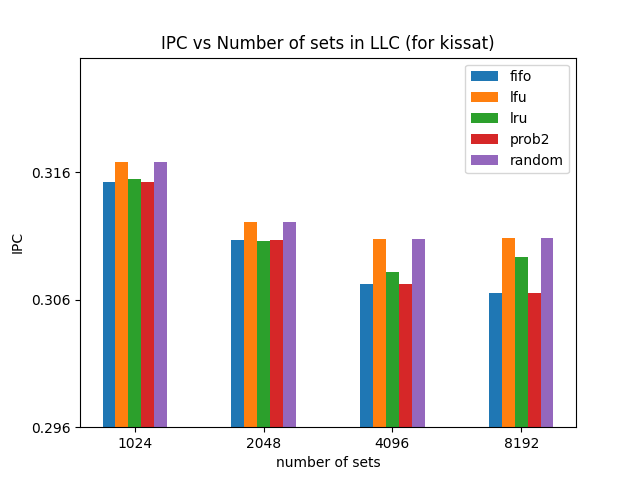 IPC vs Number of sets in LLC (for kissat)
fifo
lfu
lru
prob2
random
0.316
0.306
0.296
IPC
1024 2048 4096 8192
number of sets